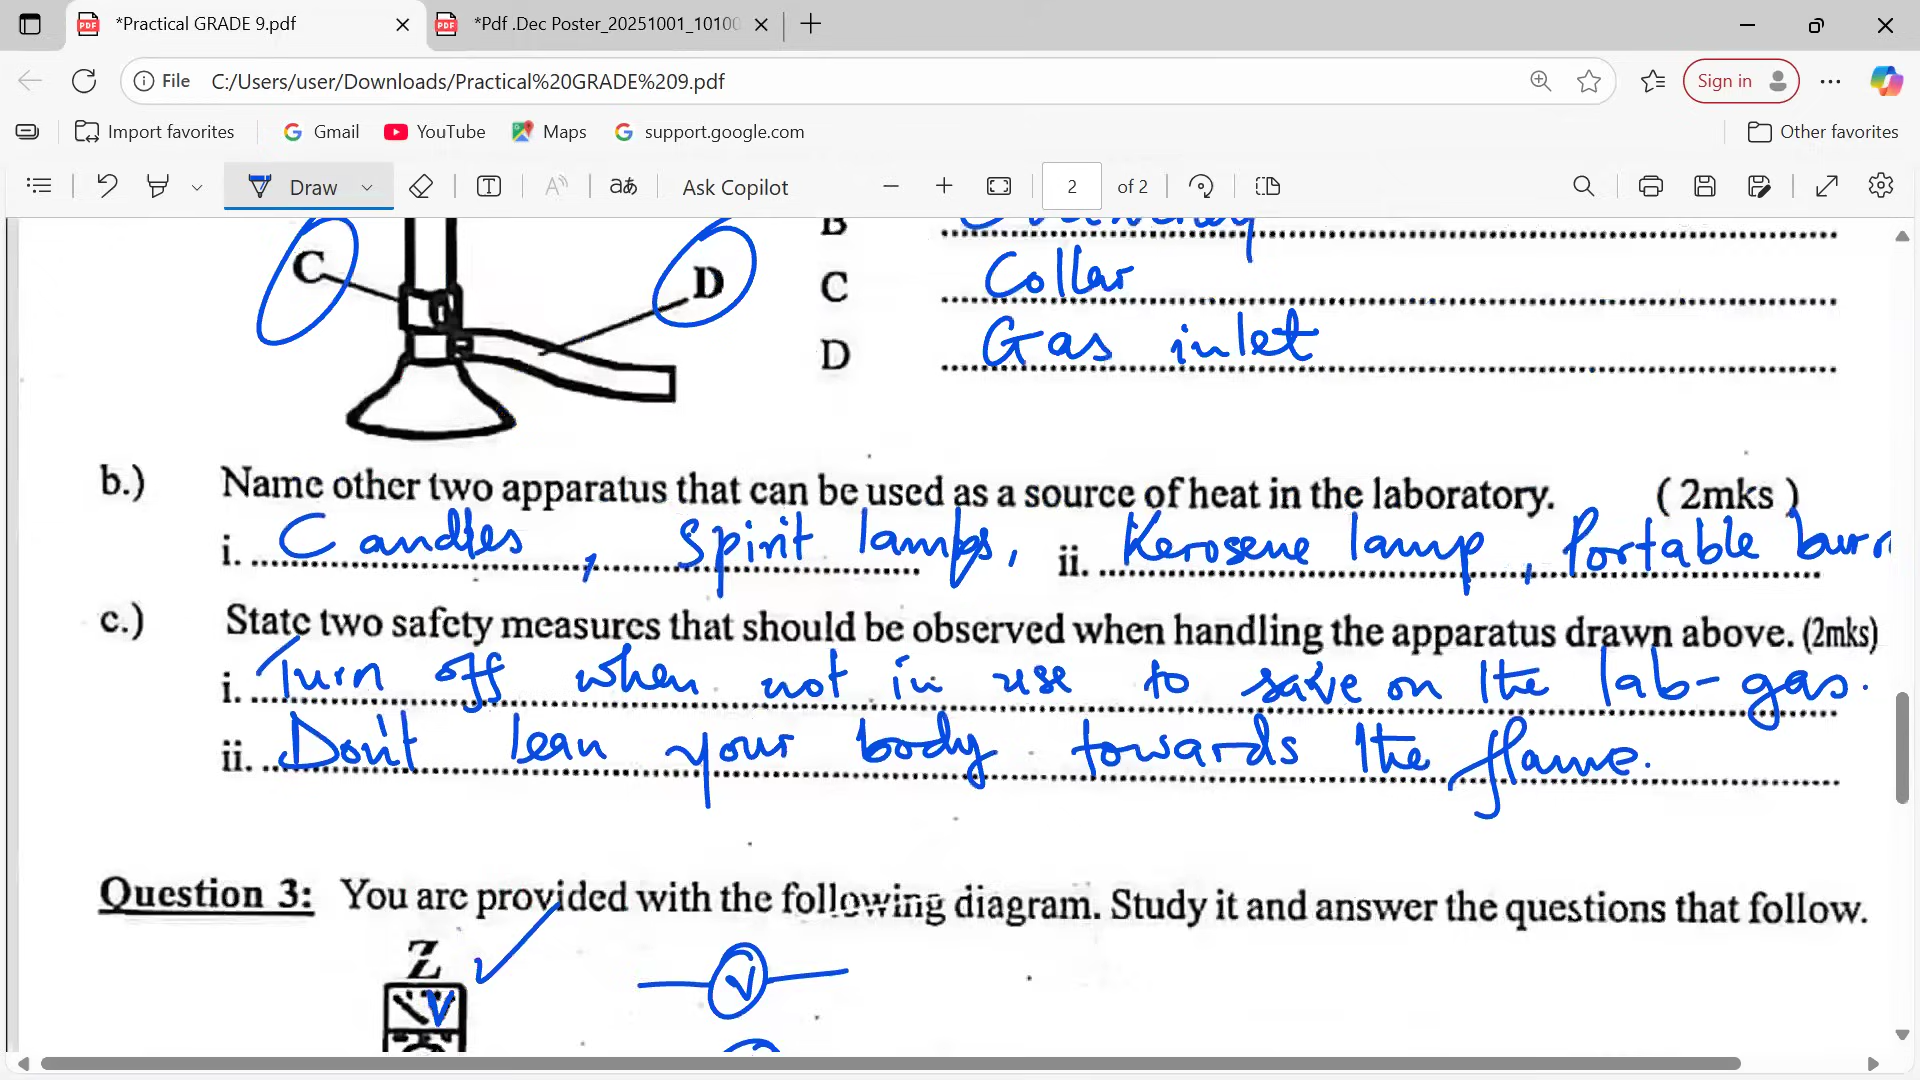 *Practical GRADE 9.pdf
*Pdf .Dec Poster_20251001_10100
File C:/Users/user/Downloads/Practical%20GRADE%209.pdf
Sign in
Import favorites
Gmail
YouTube
Maps
support.google.com
Other favorites
Draw
Ask Copilot
2 of 2
B
C
C Collar
D
D Gas inlet
b.) Name other two apparatus that can be used as a source of heat in the laboratory. ( 2mks )
i. Candles, Spirit lamps, ii. Kerosene lamp, Portable burn
c.) State two safety measures that should be observed when handling the apparatus drawn above. (2mks)
i. Turn off when not in use to save on the lab-gas.
ii. Don't lean your body towards the flame.
Question 3: You are provided with the following diagram. Study it and answer the questions that follow.
Z
V
V